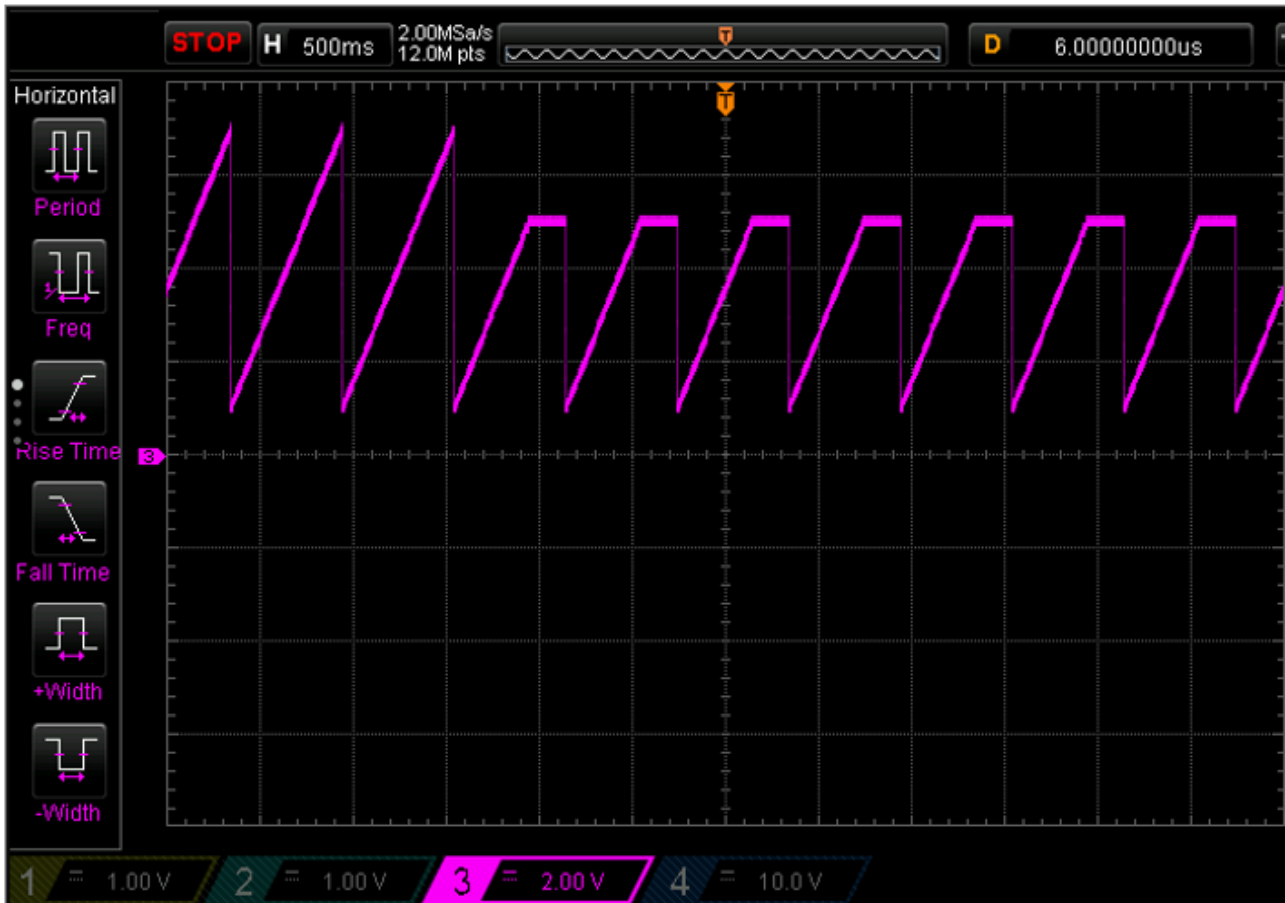 STOP H 500ms 2.00MSa/s
12.0M pts
T
D 6.00000000us
Horizontal
T
Period
1/
Freq
Rise Time
3
Fall Time
+Width
-Width
1 1.00 V 2 1.00 V 3 2.00 V 4 10.0 V